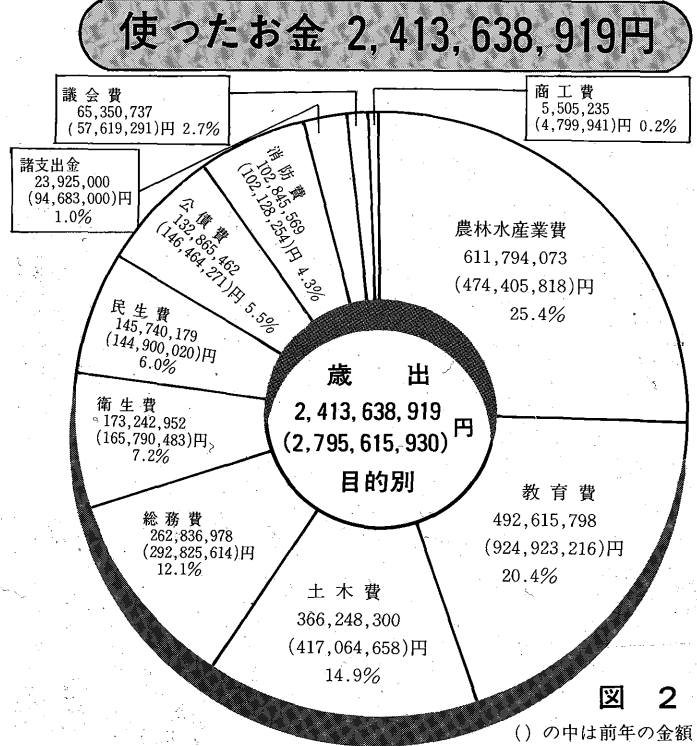 使ったお金 2,413,638,919円
議会費
65,350,737
(57,619,291)円 2.7%
商工費
5,505,235
(4,799,941)円 0.2%
諸支出金
23,925,000
(94,683,000)円
1.0%
消防費
102,845,569
(102,128,254)円 4.3%
公債費
132,865,462
(146,464,271)円 5.5%
民生費
145,740,179
(144,900,020)円
6.0%
衛生費
173,242,952
(165,790,483)円
7.2%
総務費
262,836,978
(292,825,614)円
12.1%
土木費
366,248,300
(417,064,658)円
14.9%
教育費
492,615,798
(924,923,216)円
20.4%
農林水産業費
611,794,073
(474,405,818)円
25.4%
歳出
2,413,638,919
(2,795,615,930)円
目的別
図 2
()の中は前年の金額